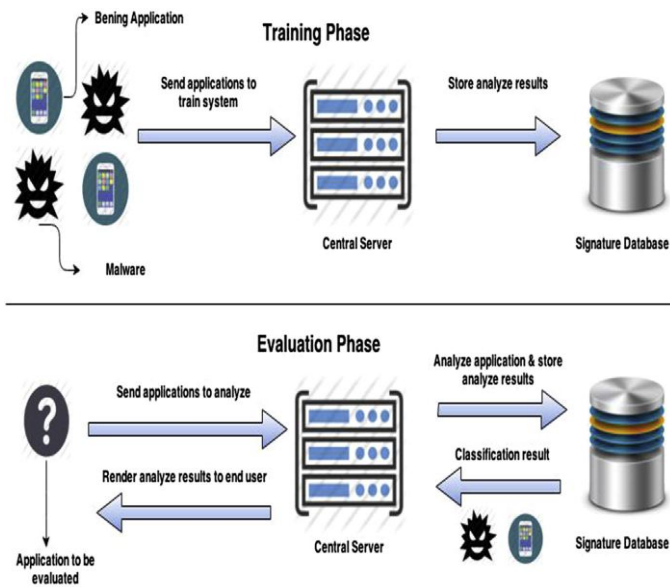 Bening Application
Training Phase
Send applications to
train system
Store analyze results
Central Server
Signature Database
Malware
Evaluation Phase
Send applications to analyze
Analyze application & store
analyze results
?
Render analyze results to end user
Classification result
Application to be
evaluated
Central Server
Signature Database